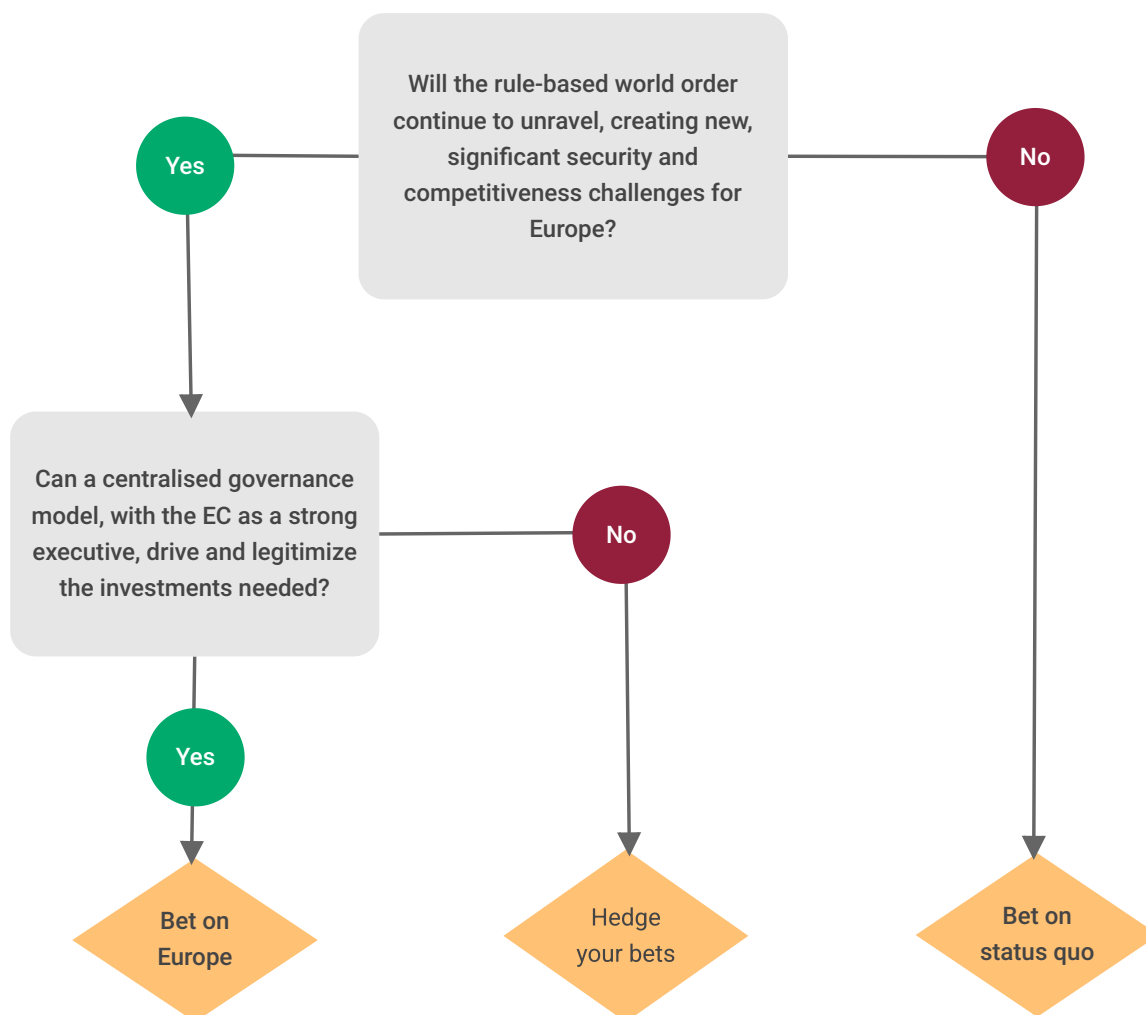 Will the rule-based world order
continue to unravel, creating new,
significant security and
competitiveness challenges for
Europe?
Yes
No
Can a centralised governance
model, with the EC as a strong
executive, drive and legitimize
the investments needed?
No
Yes
Bet on
Europe
Hedge
your bets
Bet on
status quo